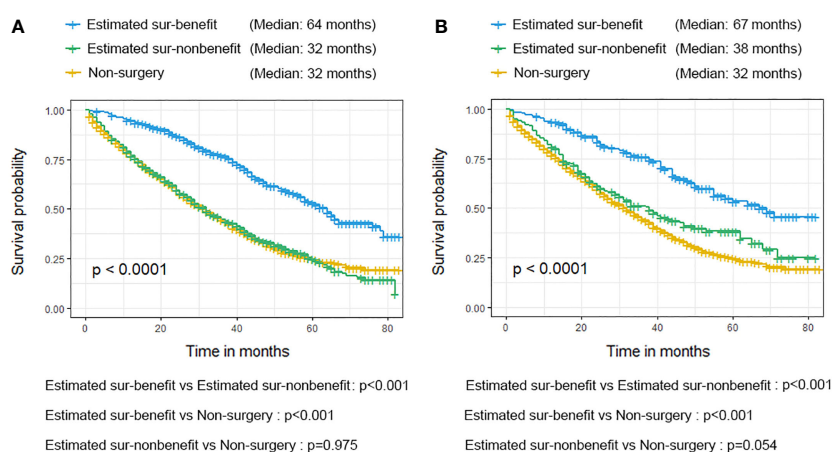 A
Estimated sur-benefit (Median: 64 months)
Estimated sur-nonbenefit (Median: 32 months)
Non-surgery (Median: 32 months)
1.00
0.75
0.50
0.25
0.00
Survival probability
p < 0.0001
0 20 40 60 80
Time in months
Estimated sur-benefit vs Estimated sur-nonbenefit: p<0.001
Estimated sur-benefit vs Non-surgery : p<0.001
Estimated sur-nonbenefit vs Non-surgery : p=0.975
B
Estimated sur-benefit (Median: 67 months)
Estimated sur-nonbenefit (Median: 38 months)
Non-surgery (Median: 32 months)
1.00
0.75
0.50
0.25
0.00
Survival probability
p < 0.0001
0 20 40 60 80
Time in months
Estimated sur-benefit vs Estimated sur-nonbenefit : p<0.001
Estimated sur-benefit vs Non-surgery : p<0.001
Estimated sur-nonbenefit vs Non-surgery : p=0.054